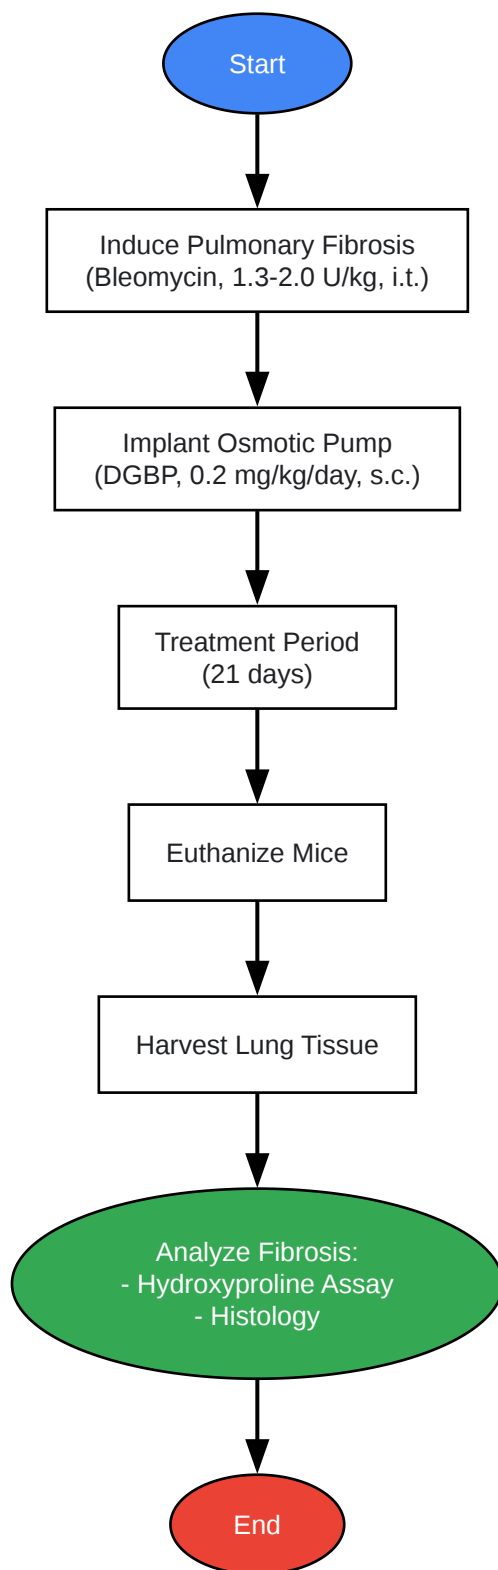 Start
Induce Pulmonary Fibrosis
(Bleomycin, 1.3-2.0 U/kg, i.t.)
Implant Osmotic Pump
(DGBP, 0.2 mg/kg/day, s.c.)
Treatment Period
(21 days)
Euthanize Mice
Harvest Lung Tissue
Analyze Fibrosis:
- Hydroxyproline Assay
- Histology
End